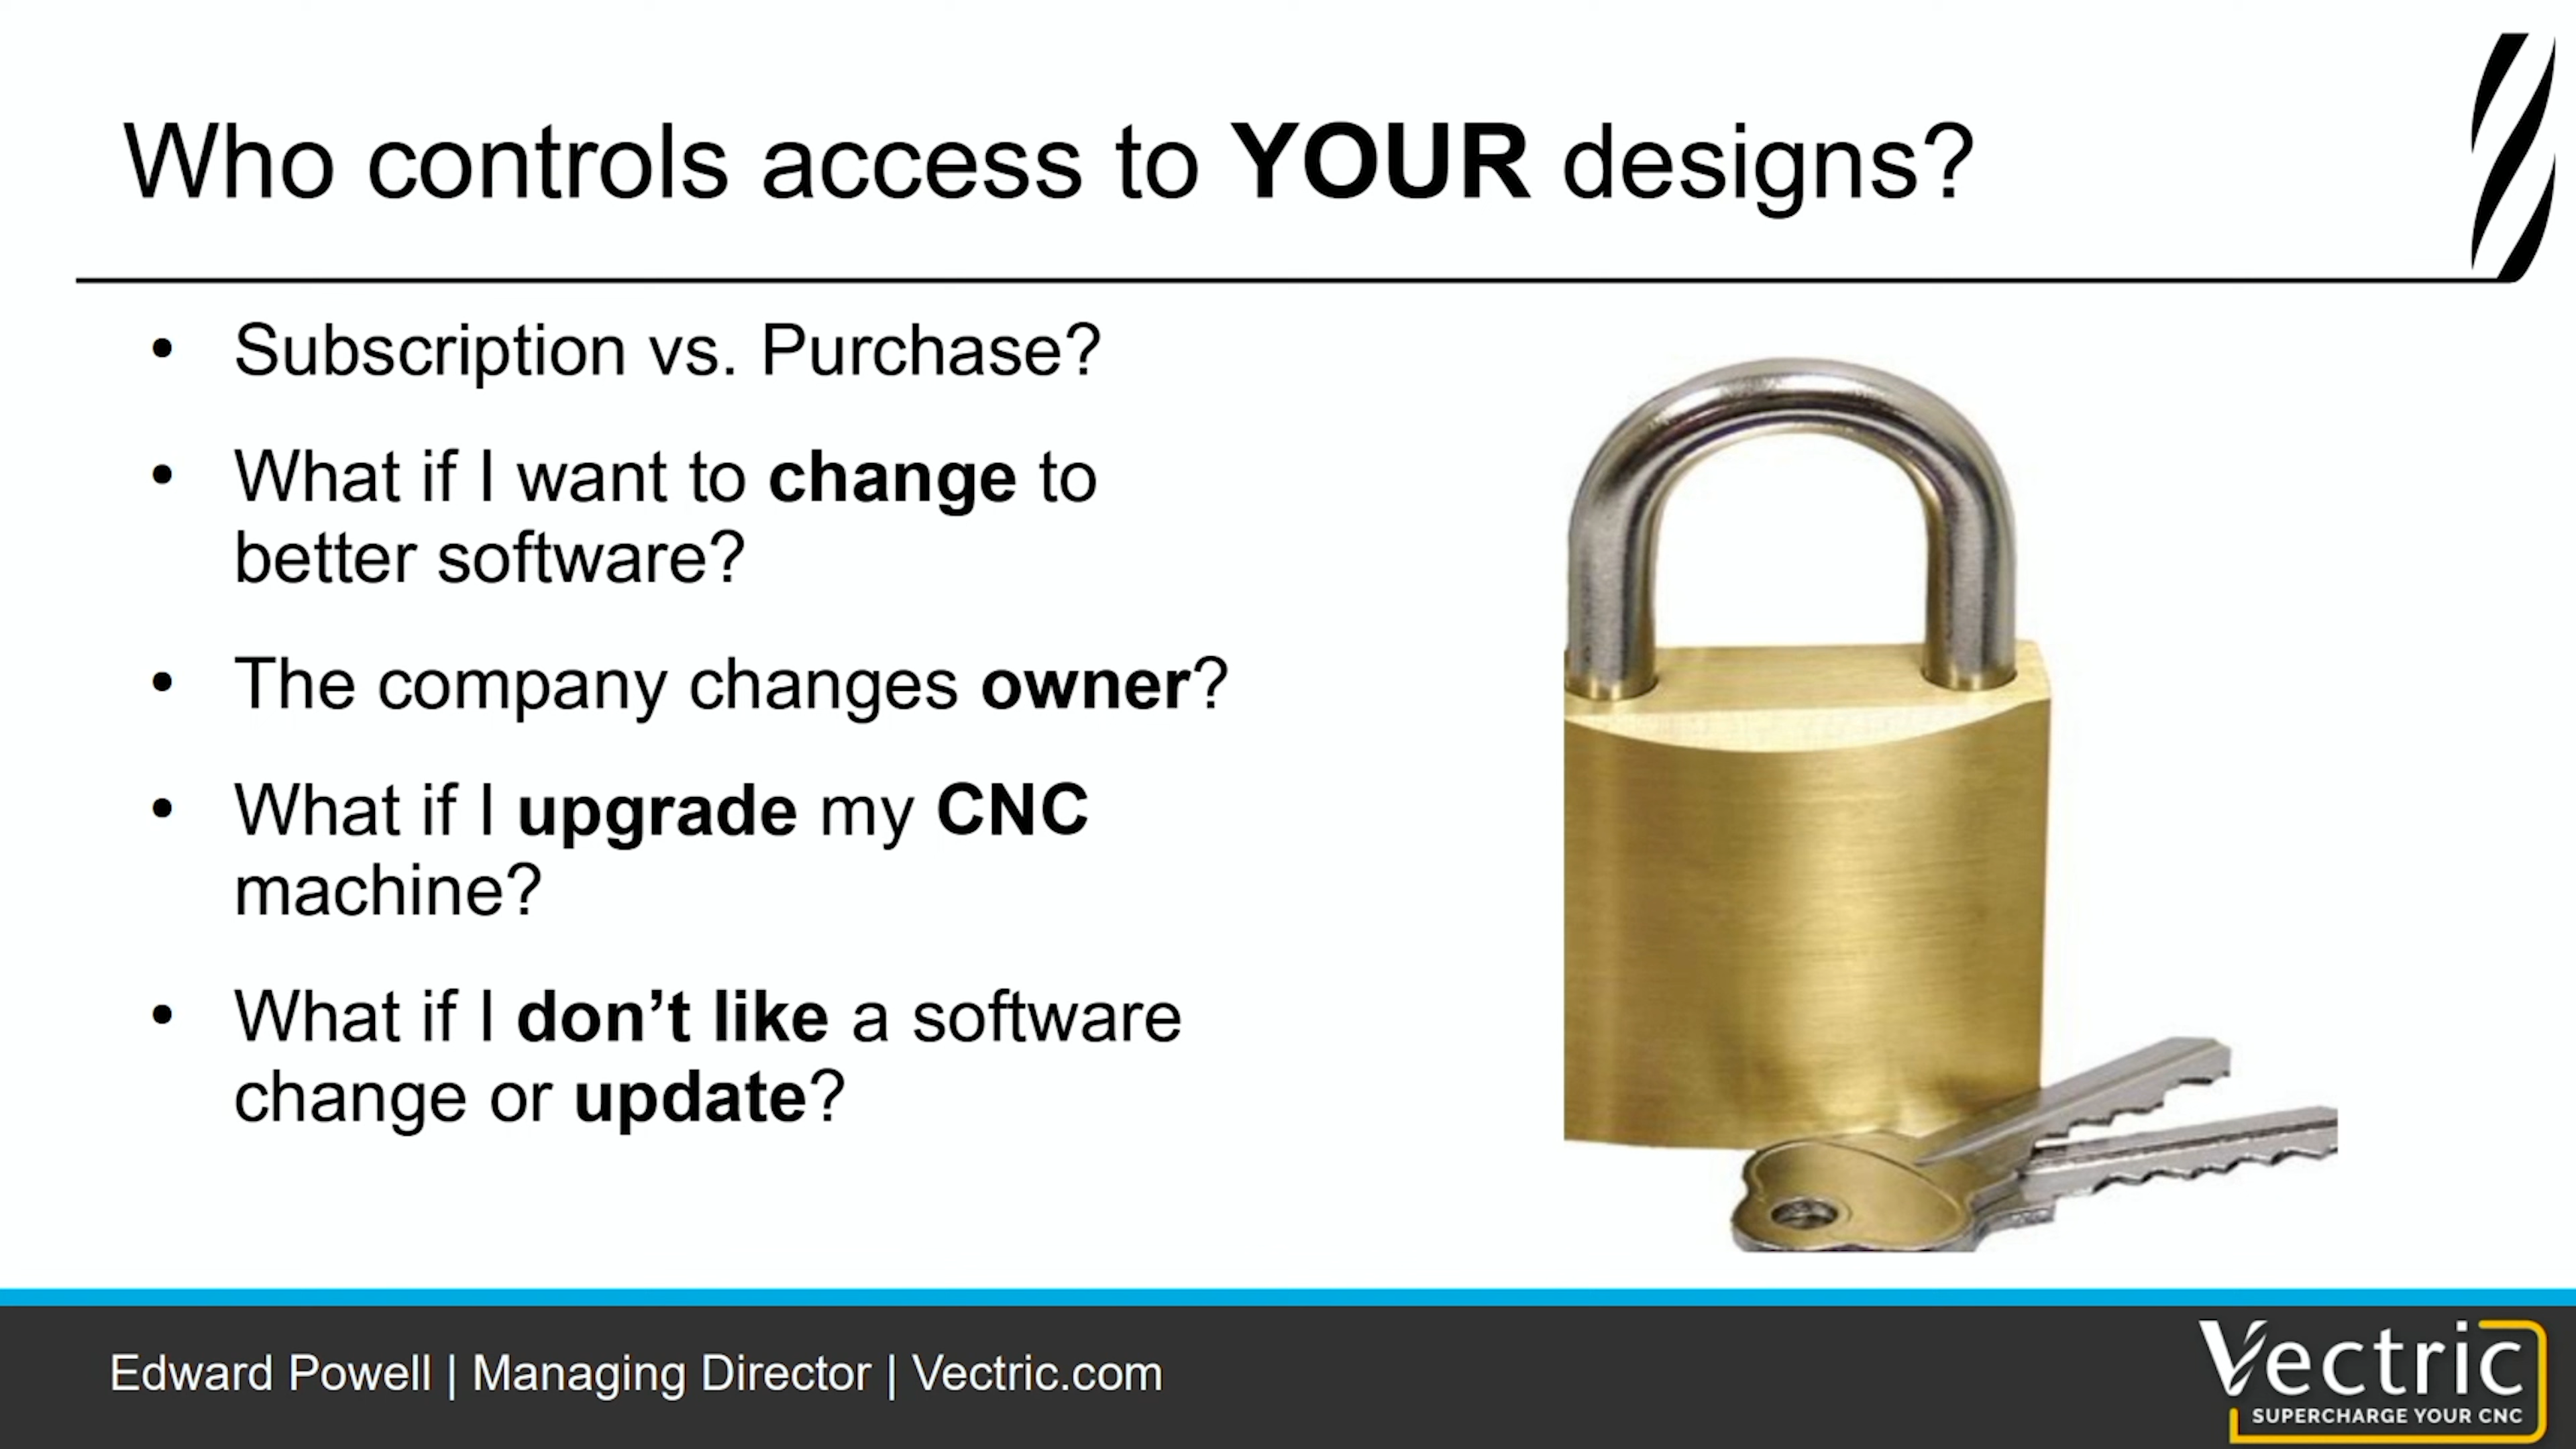 Who controls access to YOUR designs?
• Subscription vs. Purchase?
• What if I want to change to
better software?
• The company changes owner?
• What if I upgrade my CNC
machine?
• What if I don’t like a software
change or update?
Edward Powell | Managing Director | Vectric.com
Vectric
SUPERCHARGE YOUR CNC